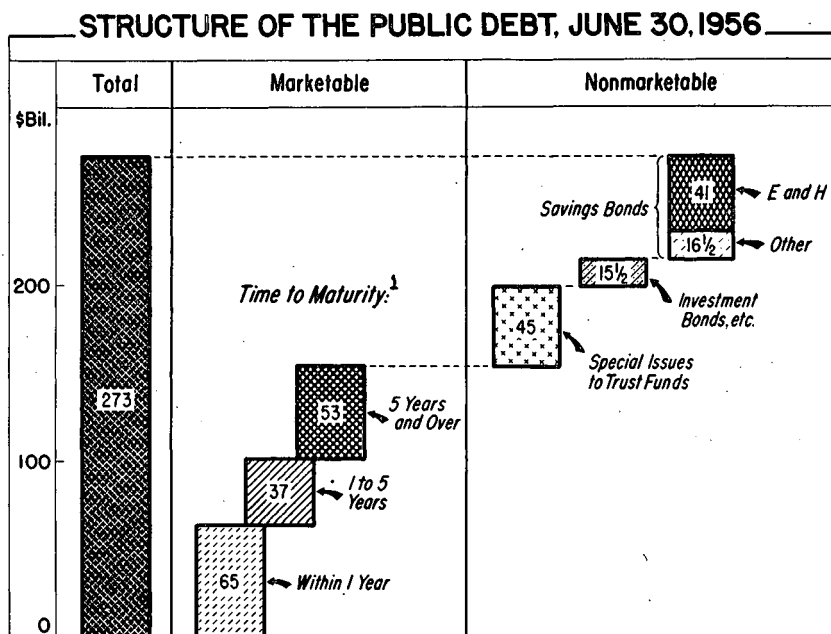 STRUCTURE OF THE PUBLIC DEBT, JUNE 30, 1956
Total
Marketable
Nonmarketable
$Bil.
41
E and H
Savings Bonds
16½
Other
200
15½
Time to Maturity:¹
Investment
Bonds, etc.
45
Special Issues
to Trust Funds
273
53
5 Years
and Over
100
37
1 to 5
Years
65
Within 1 Year
0